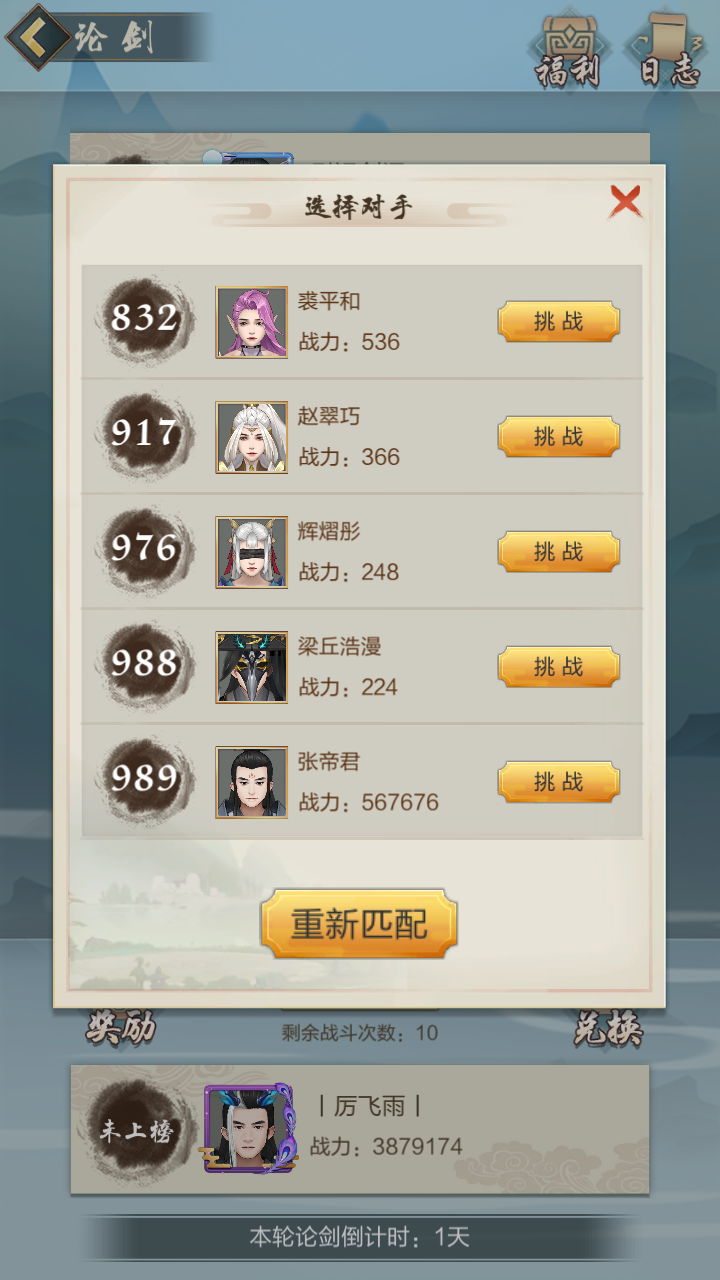 论剑
福利
日志
选择对手
832
裘平和
战力：536
挑战
917
赵翠巧
战力：366
挑战
976
辉熠彤
战力：248
挑战
988
梁丘浩漫
战力：224
挑战
989
张帝君
战力：567676
挑战
重新匹配
奖励
剩余战斗次数：10
兑换
未上榜
丨厉飞雨丨
战力：3879174
本轮论剑倒计时：1天